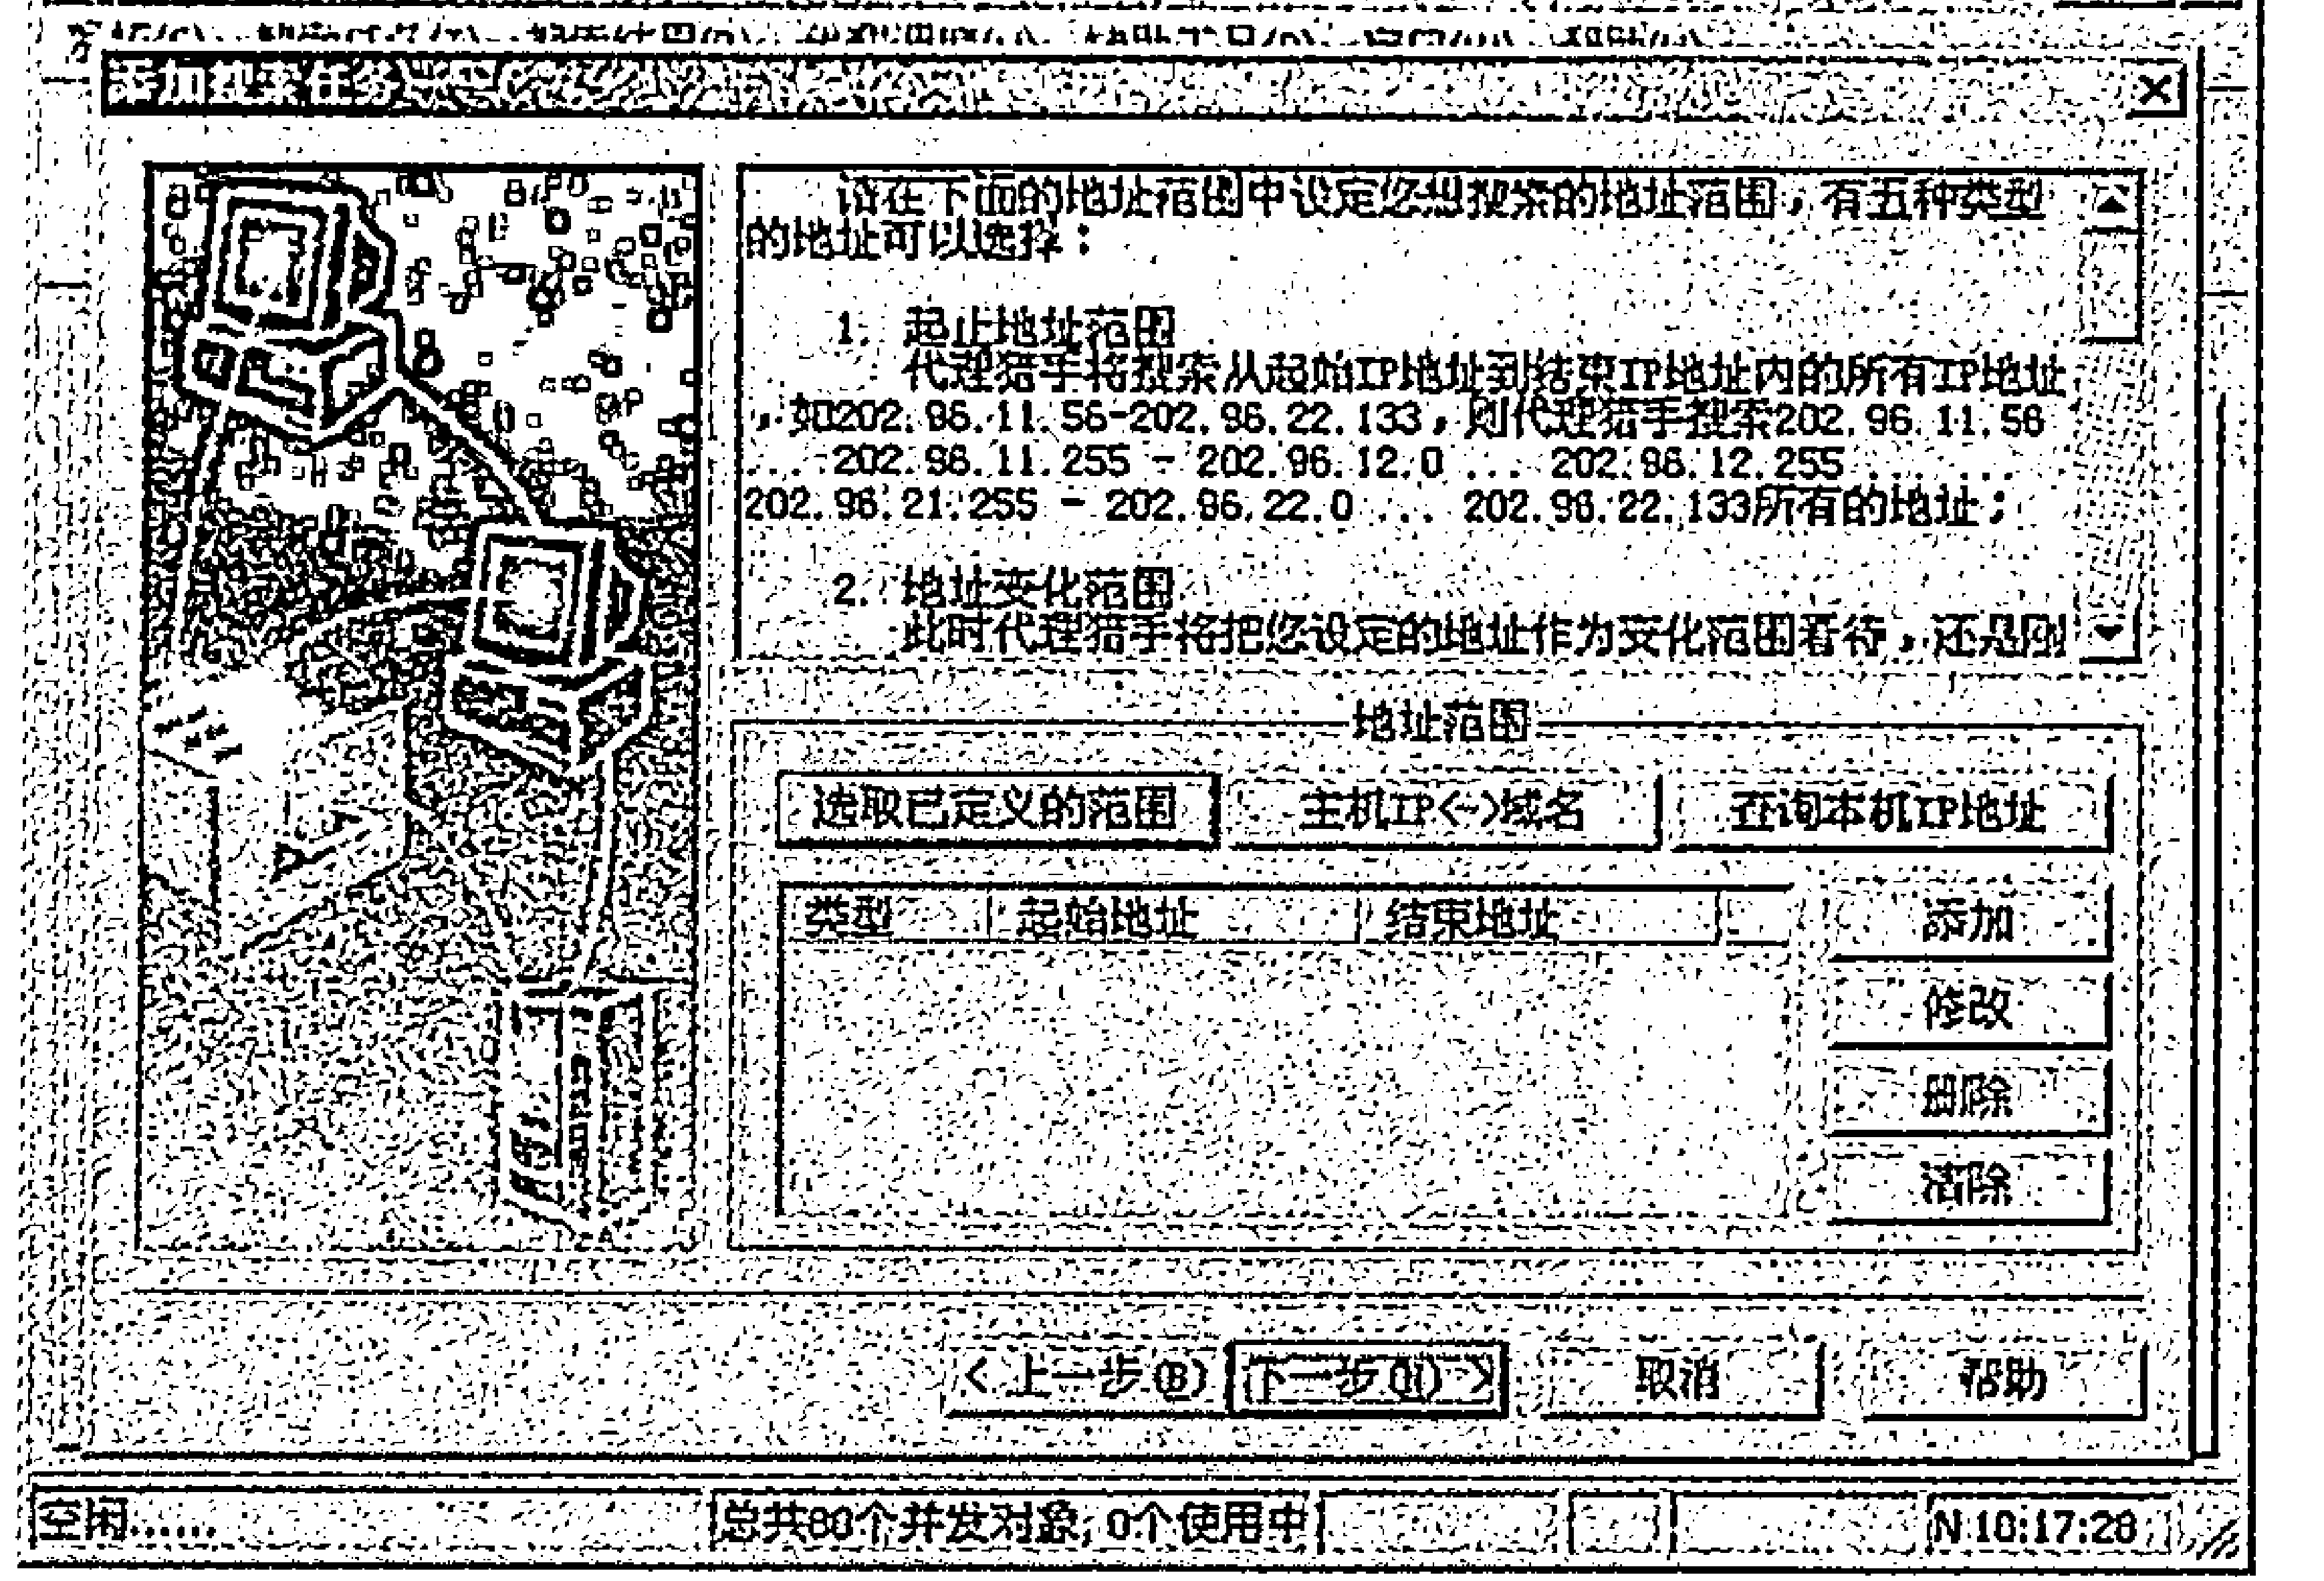 添加搜索任务
请在下面的地址范围中设定您想搜索的地址范围，有五种类型
的地址可以选择：
1. 起止地址范围
代理猎手将搜索从起始IP地址到结束IP地址内的所有IP地址
，如202.96.11.56-202.96.22.133，则代理猎手搜索202.96.11.56
... 202.96.11.255 - 202.96.12.0 ... 202.96.12.255 ... ...
202.96.21.255 - 202.96.22.0 ... 202.96.22.133所有的地址；
2. 地址变化范围
此时代理猎手将把您设定的地址作为变化范围看待，还是刚
地址范围
选取已定义的范围 主机IP<->域名 查询本机IP地址
类型 起始地址 结束地址 添加
修改
删除
清除
< 上一步(B) 下一步(N) > 取消 帮助
空闲...... 总共80个并发对象, 0个使用中 N 10:17:28